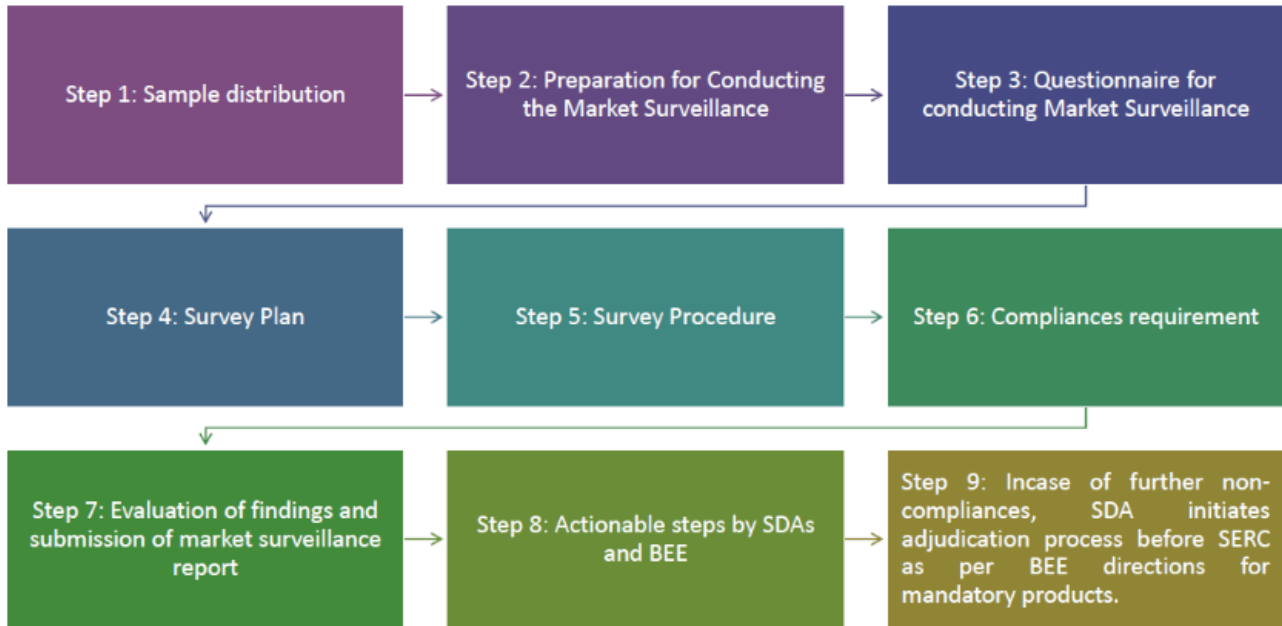 Step 1: Sample distribution
Step 2: Preparation for Conducting
the Market Surveillance
Step 3: Questionnaire for
conducting Market Surveillance
Step 4: Survey Plan
Step 5: Survey Procedure
Step 6: Compliances requirement
Step 7: Evaluation of findings and
submission of market surveillance
report
Step 8: Actionable steps by SDAs
and BEE
Step 9: Incase of further non-
compliances, SDA initiates
adjudication process before SERC
as per BEE directions for
mandatory products.